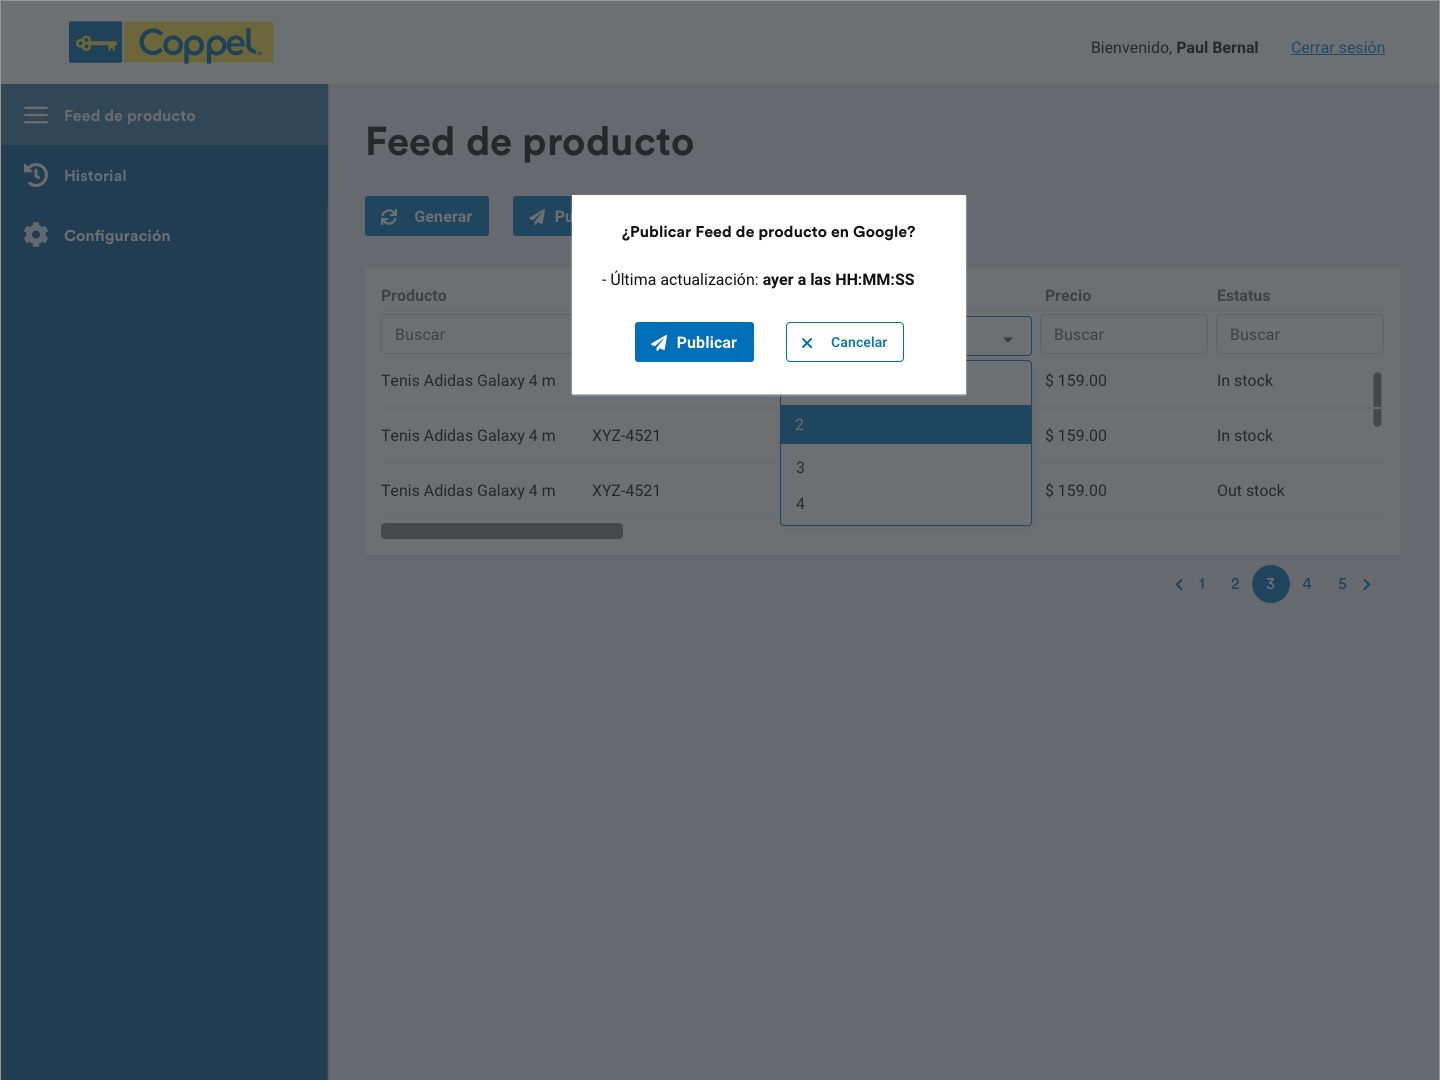 Coppel
Bienvenido, Paul Bernal
Cerrar sesión
Feed de producto
Historial
Configuración
Feed de producto
Generar
Pu
¿Publicar Feed de producto en Google?
- Última actualización: ayer a las HH:MM:SS
Publicar
Cancelar
Producto
Precio
Estatus
Buscar
Buscar
Buscar
Tenis Adidas Galaxy 4 m
$ 159.00
In stock
2
Tenis Adidas Galaxy 4 m
XYZ-4521
$ 159.00
In stock
3
Tenis Adidas Galaxy 4 m
XYZ-4521
$ 159.00
Out stock
4
1 2 3 4 5